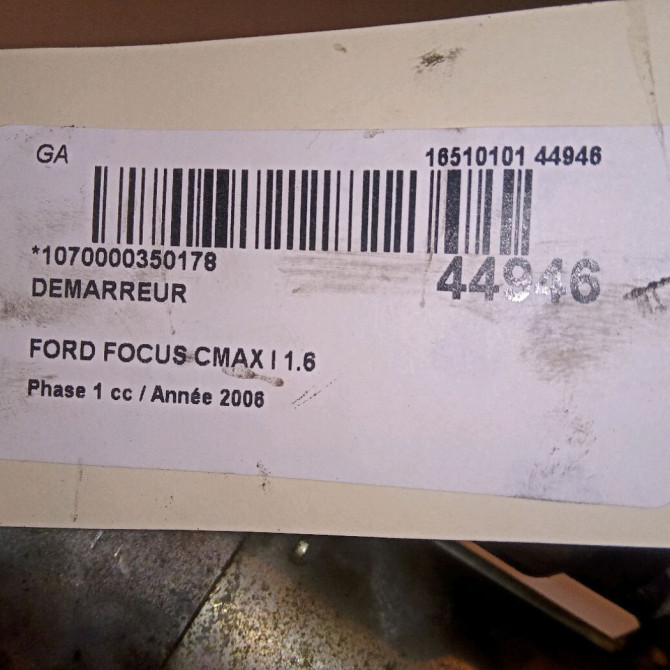 GA
16510101 44946
*1070000350178
44946
DEMARREUR
FORD FOCUS CMAX I 1.6
Phase 1 cc / Année 2006